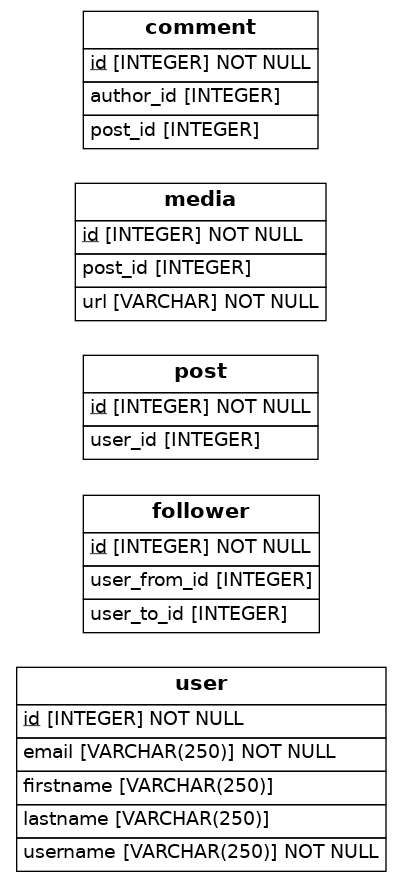 comment
id [INTEGER] NOT NULL
author_id [INTEGER]
post_id [INTEGER]
media
id [INTEGER] NOT NULL
post_id [INTEGER]
url [VARCHAR] NOT NULL
post
id [INTEGER] NOT NULL
user_id [INTEGER]
follower
id [INTEGER] NOT NULL
user_from_id [INTEGER]
user_to_id [INTEGER]
user
id [INTEGER] NOT NULL
email [VARCHAR(250)] NOT NULL
firstname [VARCHAR(250)]
lastname [VARCHAR(250)]
username [VARCHAR(250)] NOT NULL